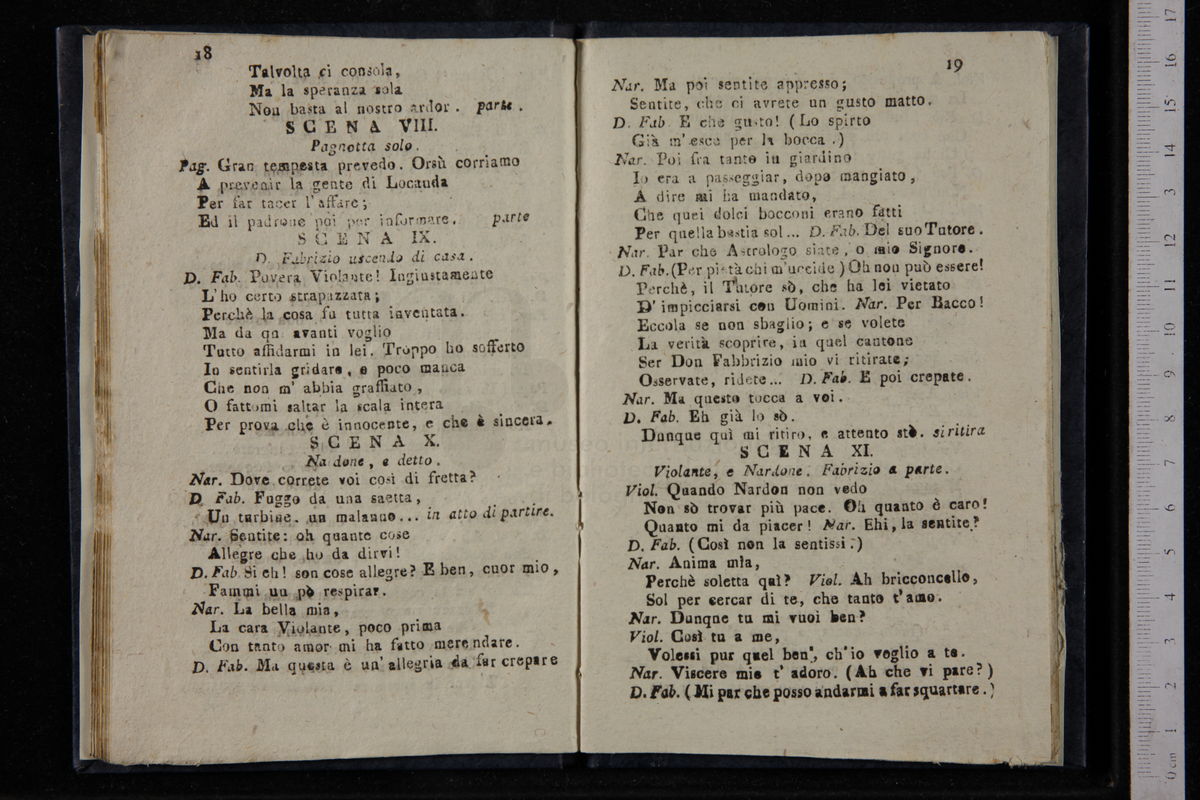 18
Talvolta ci consola,
Ma la speranza sola
Non basta al nostro ardor. parte.
SCENA VIII.
Pagnotta solo.
Pag. Gran tempesta prevedo. Orsù corriamo
A prevenir la gente di Locanda
Per far tacer l'affare;
Ed il padrone poi per informare. parte
SCENA IX.
D. Fabrizio uscendo di casa.
D. Fab. Povera Violante! Ingiustamente
L'ho certo strapazzata;
Perchè la cosa fu tutta inventata.
Ma da qu avanti voglio
Tutto affidarmi in lei. Troppo ho sofferto
In sentirla gridare, e poco manca
Che non m'abbia graffiato,
O fattomi saltar la scala intera
Per prova che è innocente, e che è sincera.
SCENA X.
Na done, e detto.
Nar. Dove correte voi così di fretta?
D. Fab. Fuggo da una saetta,
Un turbine, un malanno... in atto di partire.
Nar. Sentite: oh quante cose
Allegre che ho da dirvi!
D. Fab. Si eh! son cose allegre? E ben, cuor mio,
Fammi un pò respirar.
Nar. La bella mia,
La cara Violante, poco prima
Con tanto amor mi ha fatto merendare.
D. Fab. Ma questa è un'allegria da far crepare
19
Nar. Ma poi sentite appresso;
Sentite, che ci avrete un gusto matto.
D. Fab. E che gusto! (Lo spirto
Già m'esce per la bocca.)
Nar. Poi fra tanto in giardino
Io era a passeggiar, dopo mangiato,
A dire mi ha mandato,
Che quei dolci bocconi erano fatti
Per quella bestia sol... D. Fab. Del suo Tutore.
Nar. Par che Astrologo siate, o mio Signore.
D. Fab. (Per pietà chi m'uccide) Oh non può essere!
Perchè, il Tutore sò, che ha lei vietato
D'impicciarsi con Uomini. Nar. Per Bacco!
Eccola se non sbaglio; e se volete
La verità scoprire, in quel cantone
Ser Don Fabbrizio mio vi ritirate;
Osservate, ridete... D. Fab. E poi crepate.
Nar. Ma questo tocca a voi.
D. Fab. Eh già lo sò.
Dunque quì mi ritiro, e attento stò. si ritira
SCENA XI.
Violante, e Nardone. Fabrizio a parte.
Viol. Quando Nardon non vedo
Non sò trovar più pace. Oh quanto è caro!
Quanto mi da piacer! Nar. Ehi, la sentite?
D. Fab. (Così non la sentissi.)
Nar. Anima mia,
Perchè soletta quì? Viol. Ah bricconcello,
Sol per cercar di te, che tanto t'amo.
Nar. Dunque tu mi vuoi ben?
Viol. Così tu a me,
Volessi pur quel ben, ch'io voglio a te.
Nar. Viscere mie t'adoro. (Ah che vi pare?)
D. Fab. (Mi par che posso andarmi a far squartare.)